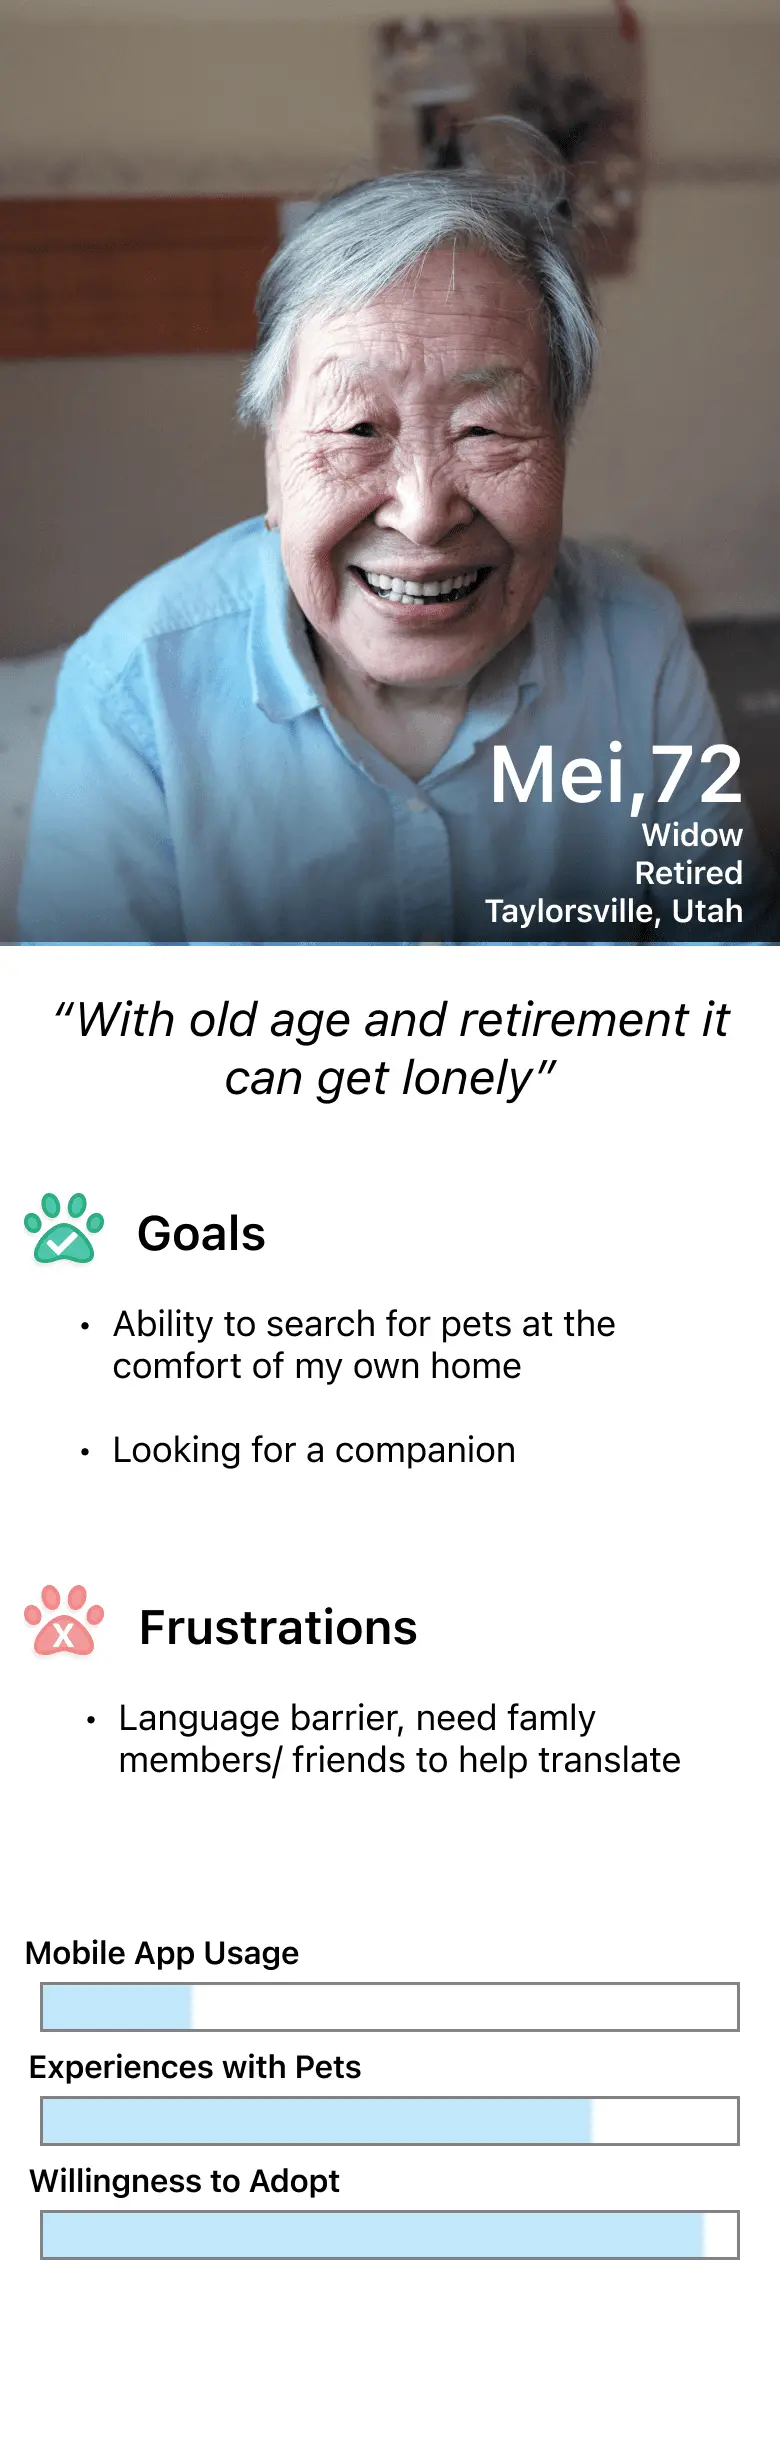 Mei,72
Widow
Retired
Taylorsville, Utah
“With old age and retirement it
can get lonely”
Goals
• Ability to search for pets at the
comfort of my own home
• Looking for a companion
X
Frustrations
• Language barrier, need famly
members/ friends to help translate
Mobile App Usage
Experiences with Pets
Willingness to Adopt